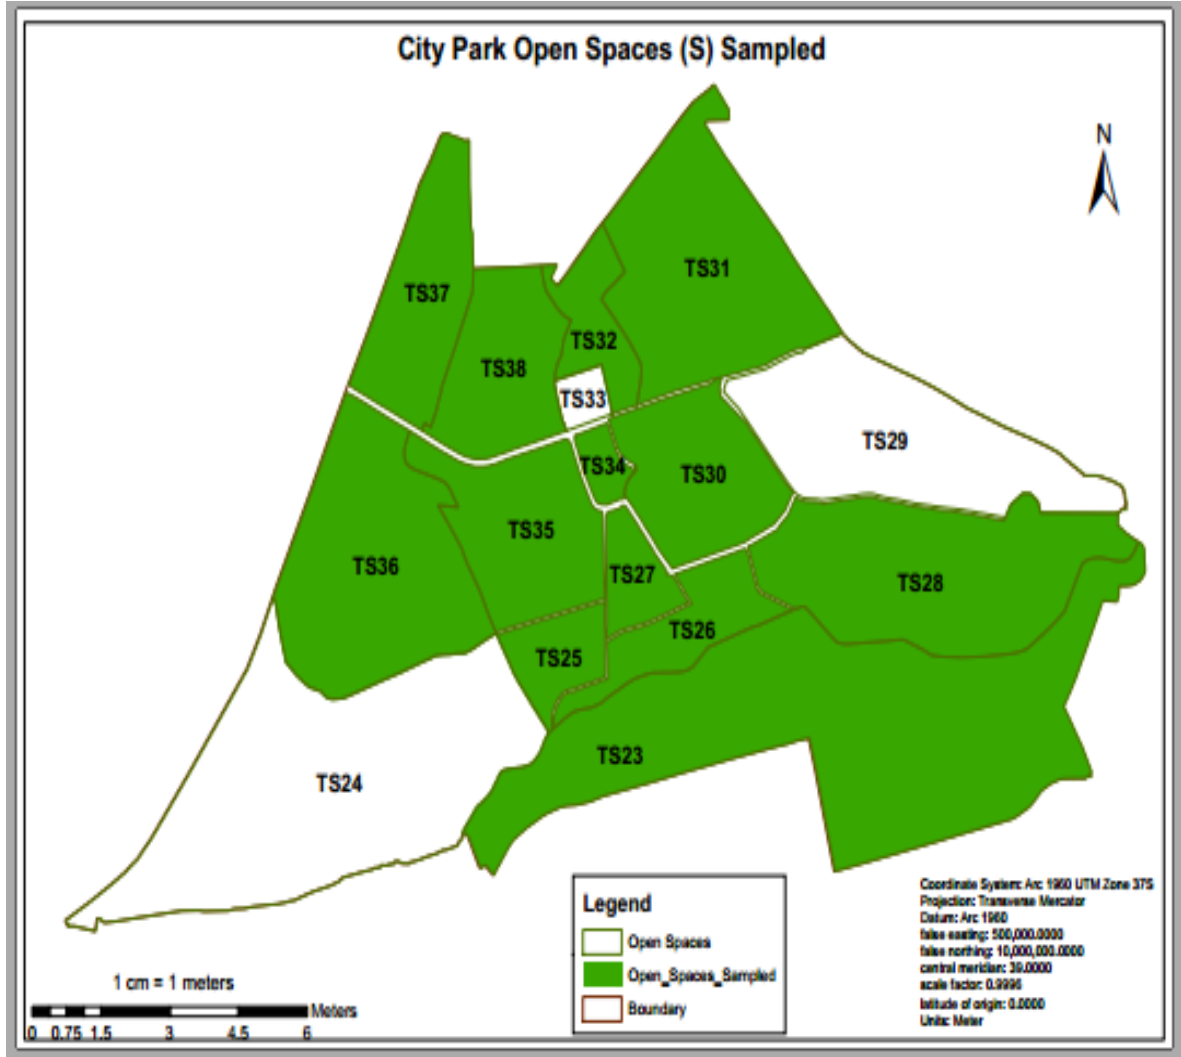 City Park Open Spaces (S) Sampled
N
TS31
TS37
TS32
TS38
TS33
TS29
TS34
TS30
TS35
TS36
TS27
TS28
TS26
TS25
TS23
TS24
Legend
Open Spaces
Open_Spaces_Sampled
Boundary
1 cm = 1 meters
Meters
0 0.75 1.5 3 4.5 6
Coordinate System: Arc 1960 UTM Zone 37S
Projection: Transverse Mercator
Datum: Arc 1960
false easting: 500,000.0000
false northing: 10,000,000.0000
central meridian: 39.0000
scale factor: 0.9996
latitude of origin: 0.0000
Units: Meter